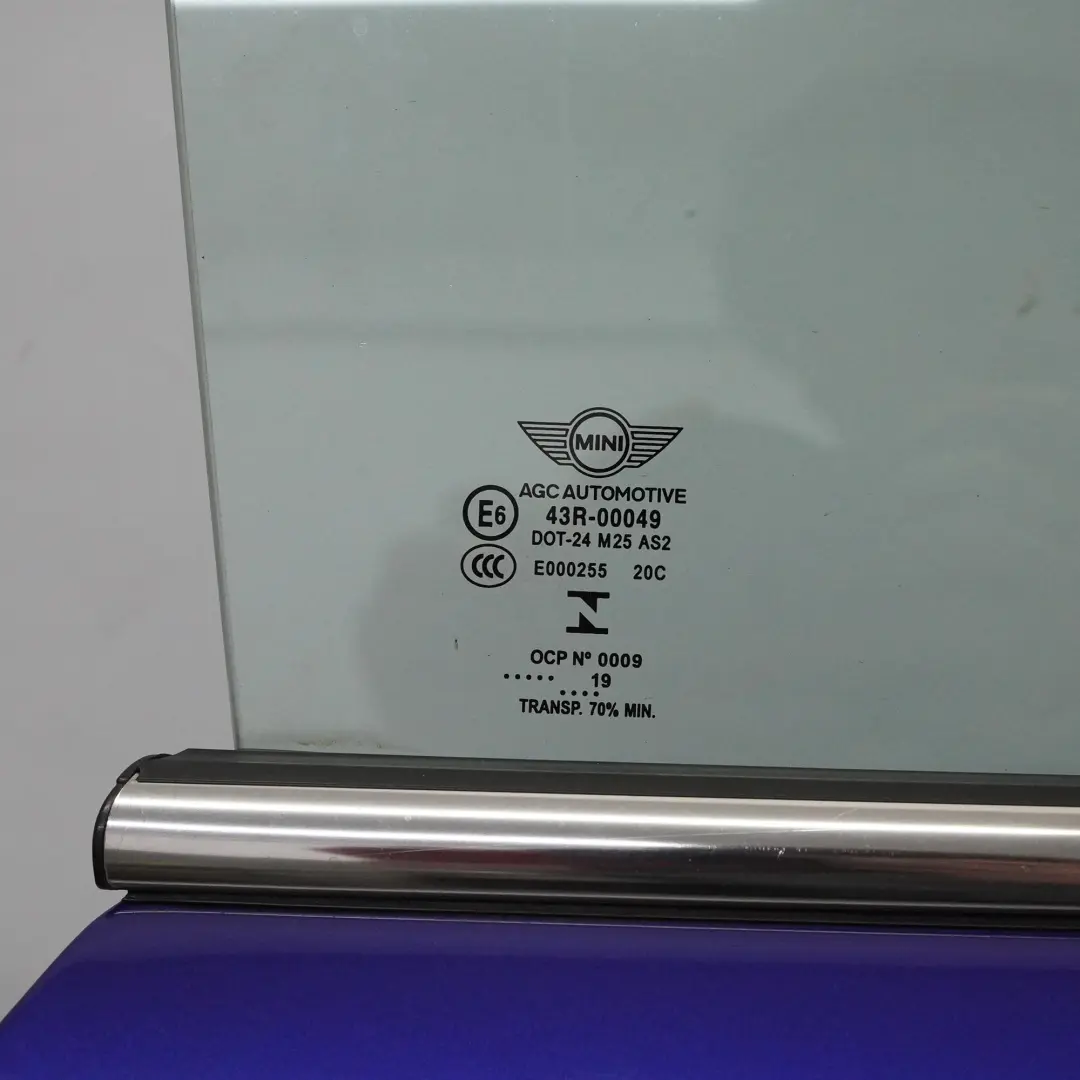 MINI
AGC AUTOMOTIVE
E6 43R-00049
DOT-24 M25 AS2
CCC E000255 20C
OCP Nº 0009
..... 19
....
TRANSP. 70% MIN.